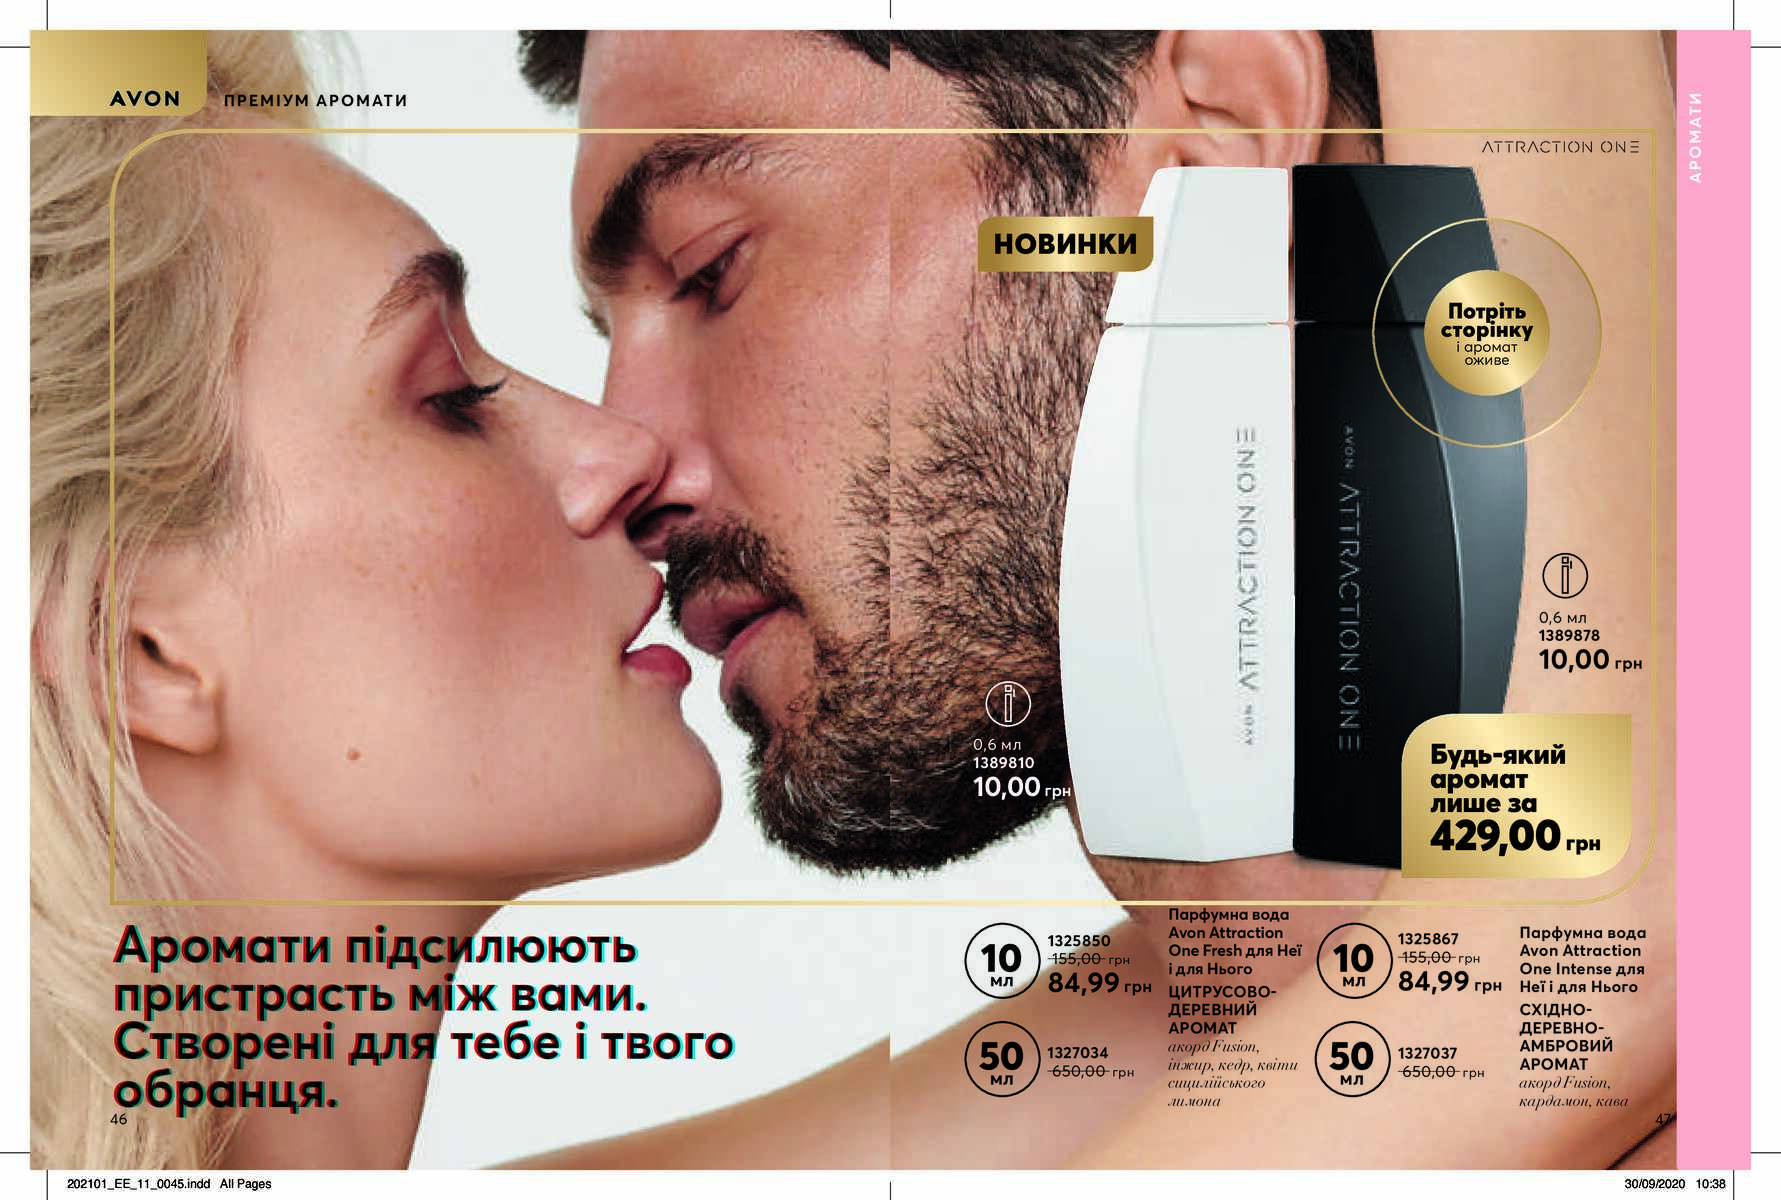 AVON
ПРЕМІУМ АРОМАТИ
АРОМАТИ
ATTRACTION ONE
НОВИНКИ
Потріть
сторінку
і аромат
оживе
AVON ATTRACTION ONE
AVON ATTRACTION ONE
0,6 мл
1389878
10,00 грн
0,6 мл
1389810
10,00 грн
Будь-який
аромат
лише за
429,00 грн
Аромати підсилюють
пристрасть між вами.
Створені для тебе і твого
обранця.
10
мл
1325850
155,00 грн
84,99 грн
50
мл
1327034
650,00 грн
Парфумна вода
Avon Attraction
One Fresh для Неї
і для Нього
ЦИТРУСОВО-
ДЕРЕВНИЙ
АРОМАТ
акорд Fusion,
інжир, кедр, квіти
сицилійського
лимона
10
мл
1325867
155,00 грн
84,99 грн
50
мл
1327037
650,00 грн
Парфумна вода
Avon Attraction
One Intense для
Неї і для Нього
СХІДНО-
ДЕРЕВНО-
АМБРОВИЙ
АРОМАТ
акорд Fusion,
кардамон, кава
46
47
202101_EE_11_0045.indd All Pages
30/09/2020 10:38